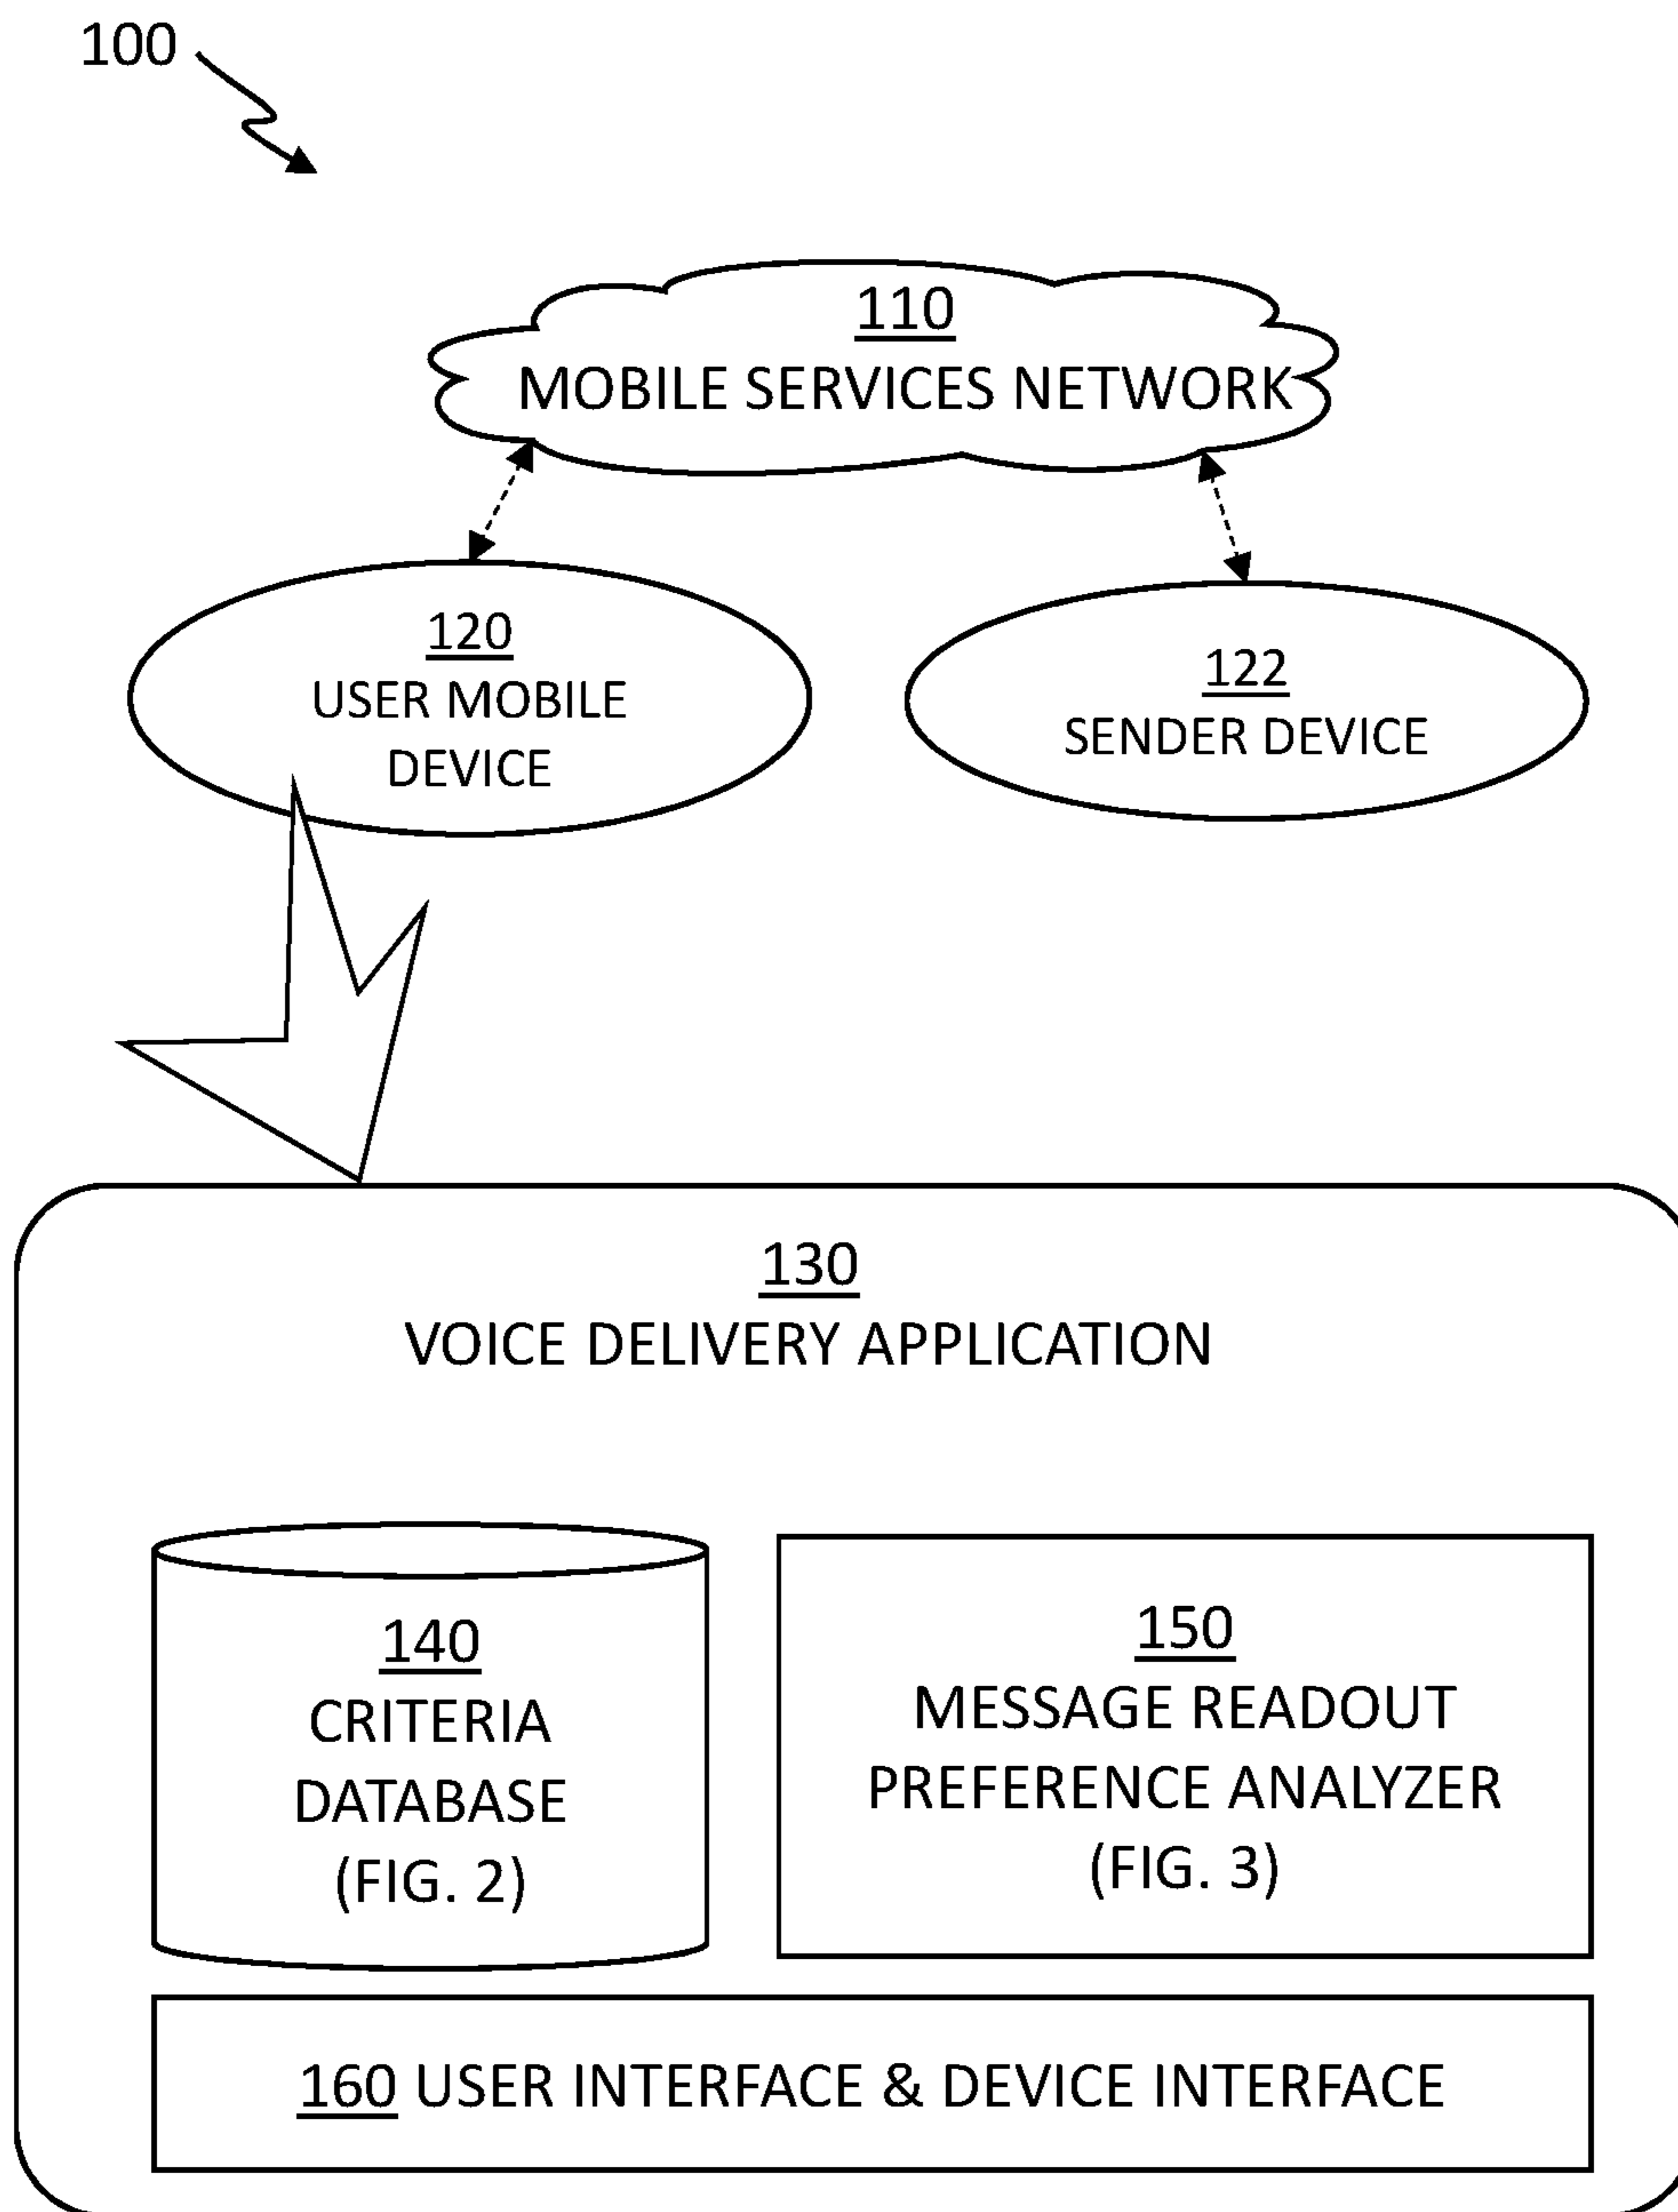 100
110
MOBILE SERVICES NETWORK
120
USER MOBILE
DEVICE
122
SENDER DEVICE
130
VOICE DELIVERY APPLICATION
140
CRITERIA
DATABASE
(FIG. 2)
150
MESSAGE READOUT
PREFERENCE ANALYZER
(FIG. 3)
160 USER INTERFACE & DEVICE INTERFACE